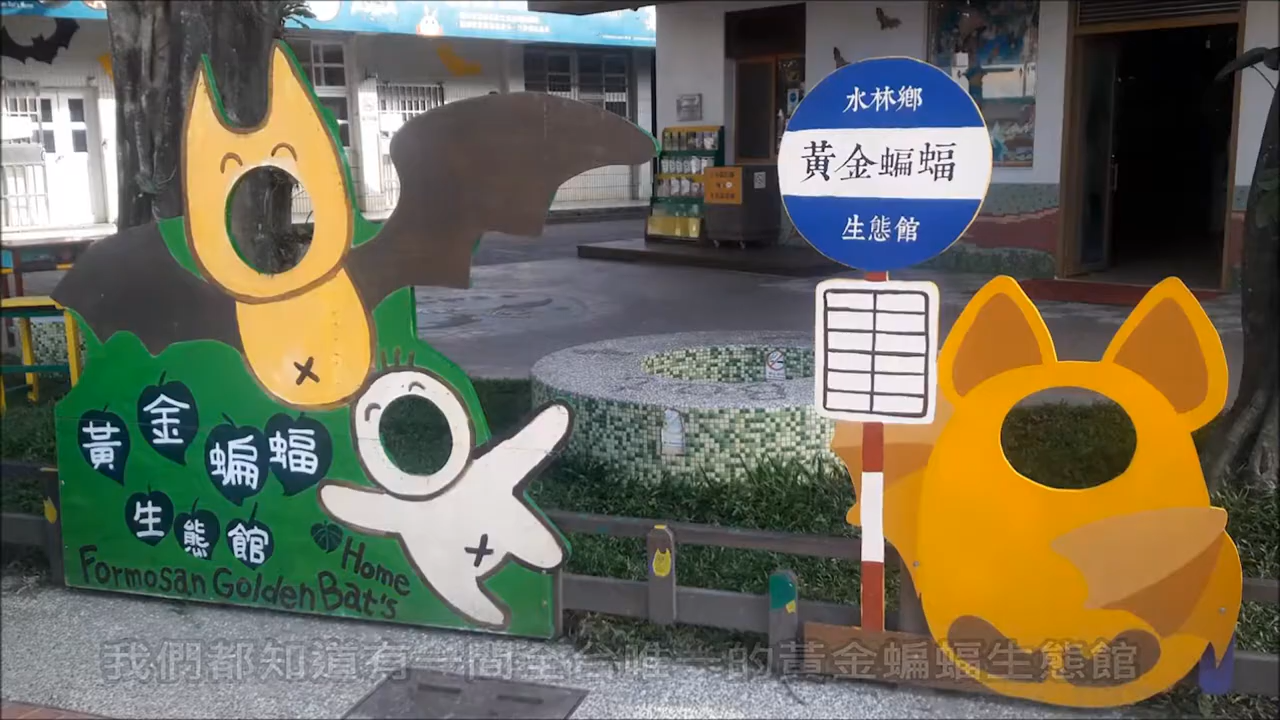 水林鄉
黃金蝙蝠
生態館
黃金蝙蝠
生態館
Formosan Golden Bat's
Home
我們都知道有一間全台唯一的黃金蝙蝠生態館